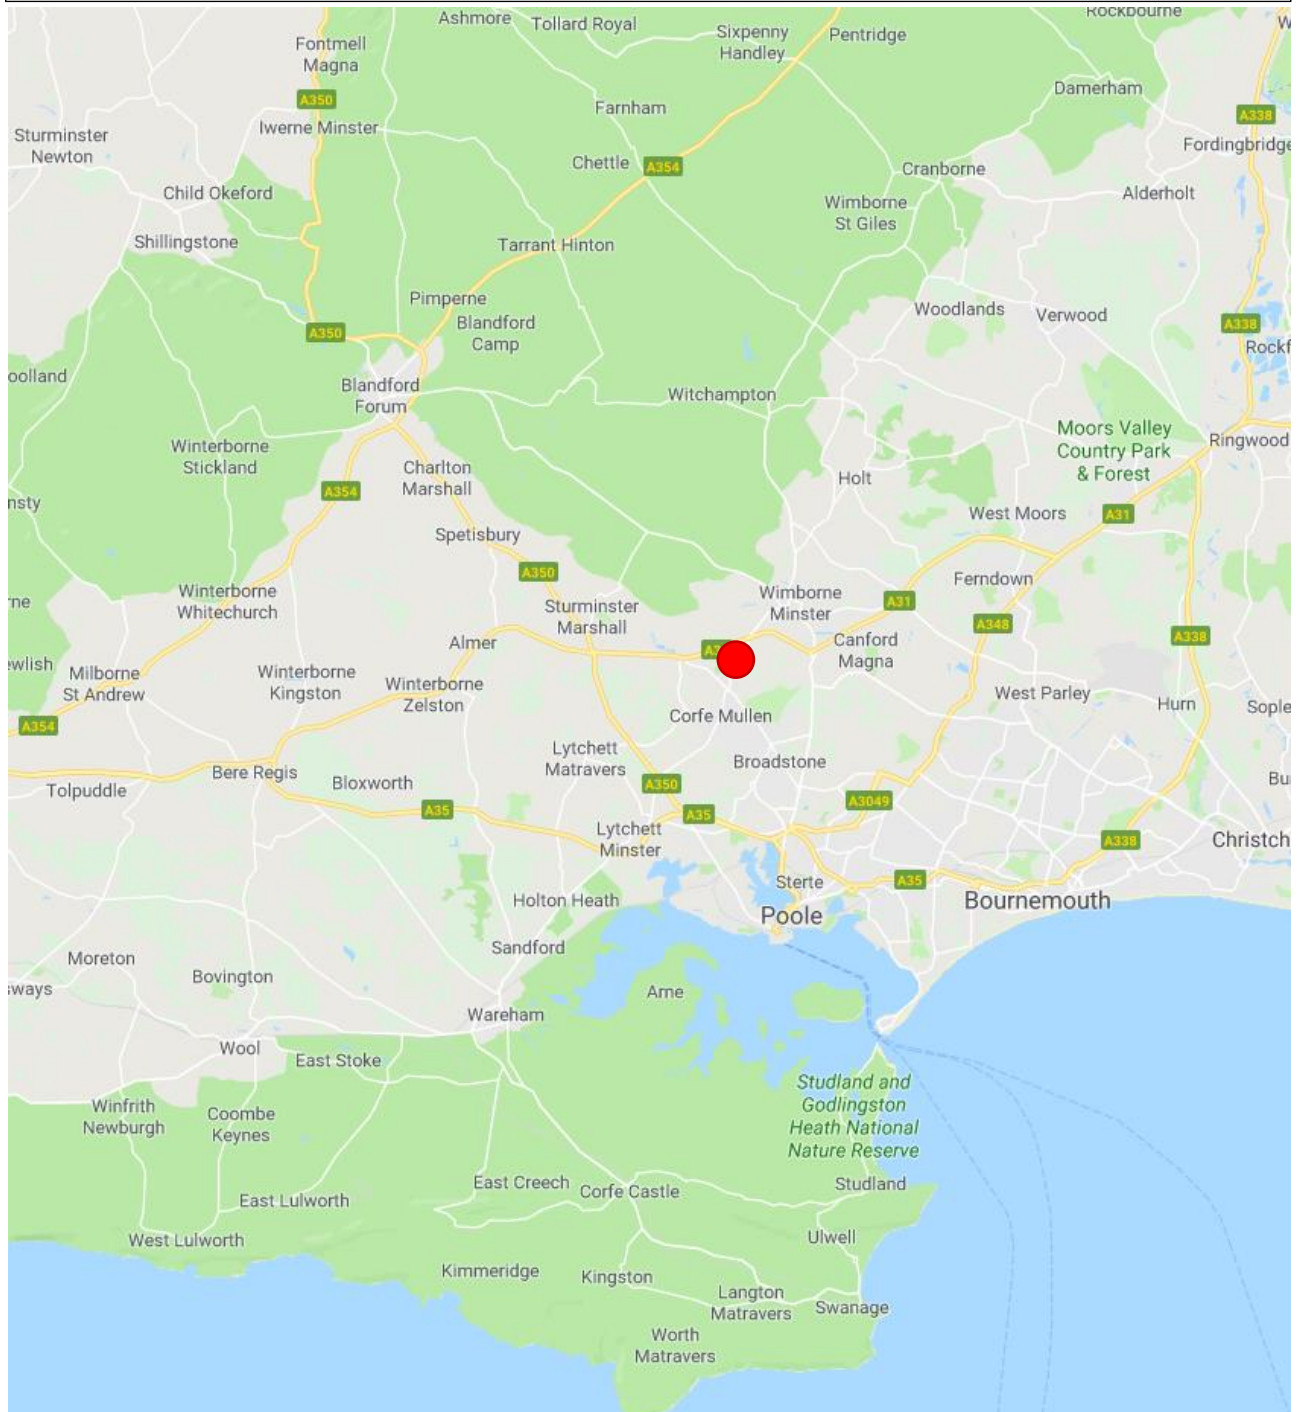 Ashmore
Tollard Royal
Sixpenny
Handley
Pentridge
Rockbourne
Fontmell
Magna
A350
Damerham
Farnham
A338
Iwerne Minster
Sturminster
Newton
Fordingbridge
Chettle
A354
Cranborne
Child Okeford
Alderholt
Wimborne
St Giles
Shillingstone
Tarrant Hinton
Pimperne
Woodlands
Verwood
Blandford
Camp
A350
A338
Rockf
oolland
Blandford
Forum
Witchampton
Moors Valley
Country Park
& Forest
Ringwood
Winterborne
Stickland
Charlton
Marshall
Holt
A354
nsty
West Moors
A31
Spetisbury
A350
Ferndown
Winterborne
Whitechurch
Wimborne
Minster
A31
rne
Sturminster
Marshall
A348
A338
Almer
Canford
Magna
ewlish
Milborne
St Andrew
Winterborne
Kingston
Winterborne
Zelston
West Parley
Hurn
Sople
Corfe Mullen
A354
Lytchett
Matravers
Broadstone
Bere Regis
Bloxworth
A350
Bu
Tolpuddle
A35
A35
A3049
Lytchett
Minster
A338
Christch
Sterte
A35
Holton Heath
Poole
Bournemouth
Sandford
Moreton
Bovington
sways
Arne
Wareham
Wool
East Stoke
Studland and
Godlingston
Heath National
Nature Reserve
Winfrith
Newburgh
Coombe
Keynes
East Creech
Corfe Castle
Studland
East Lulworth
West Lulworth
Ulwell
Kimmeridge
Kingston
Langton
Matravers
Swanage
Worth
Matravers